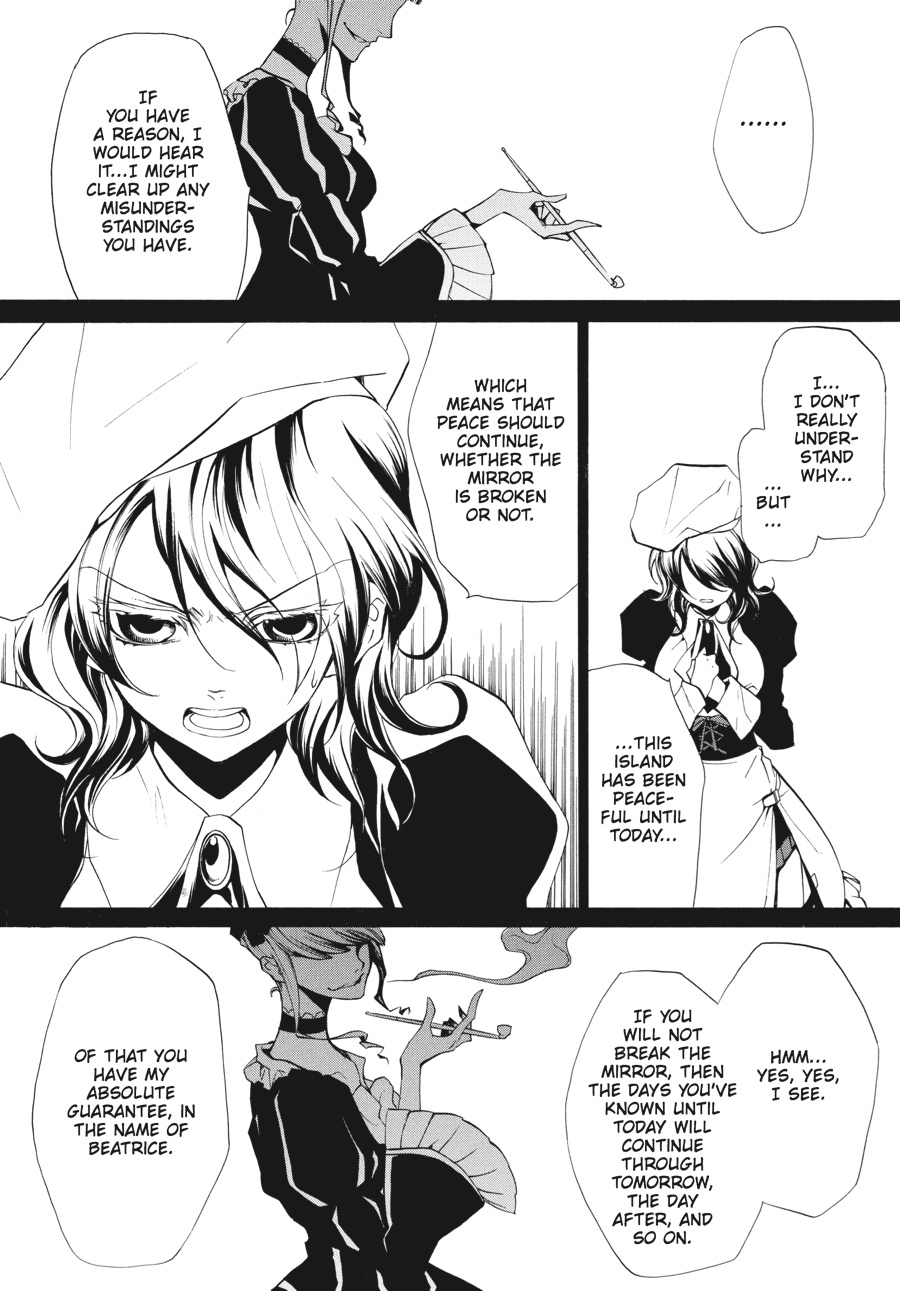 ......
IF
YOU HAVE
A REASON, I
WOULD HEAR
IT...I MIGHT
CLEAR UP ANY
MISUNDER-
STANDINGS
YOU HAVE.
I...
I DON'T
REALLY
UNDER-
STAND
WHY...
...
BUT
...
...THIS
ISLAND
HAS BEEN
PEACE-
FUL UNTIL
TODAY...
WHICH
MEANS THAT
PEACE SHOULD
CONTINUE,
WHETHER THE
MIRROR
IS BROKEN
OR NOT.
HMM...
YES, YES,
I SEE.
IF YOU
WILL NOT
BREAK THE
MIRROR, THEN
THE DAYS YOU'VE
KNOWN UNTIL
TODAY WILL
CONTINUE
THROUGH
TOMORROW,
THE DAY
AFTER, AND
SO ON.
OF THAT YOU
HAVE MY
ABSOLUTE
GUARANTEE, IN
THE NAME OF
BEATRICE.